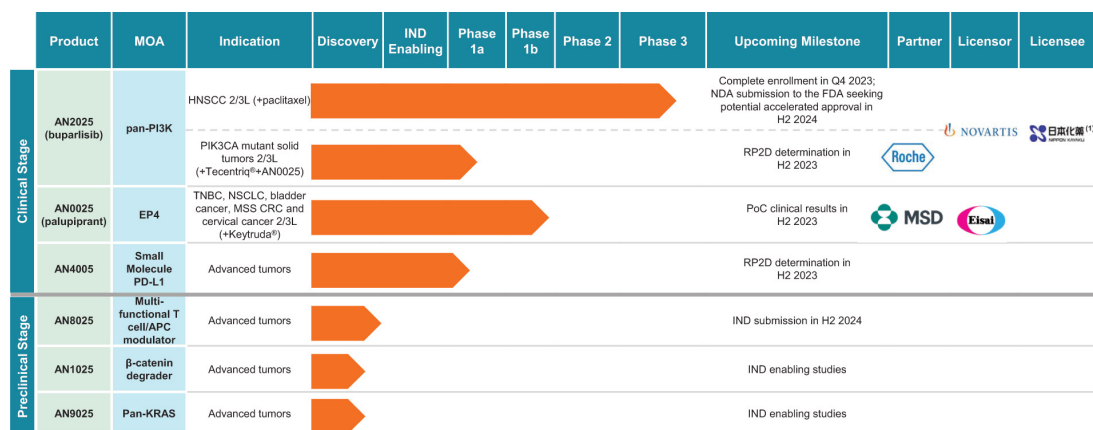 Product MOA Indication Discovery IND Enabling Phase 1a Phase 1b Phase 2 Phase 3 Upcoming Milestone Partner Licensor Licensee
Clinical Stage
AN2025
(buparlisib)
pan-PI3K
HNSCC 2/3L (+paclitaxel)
Complete enrollment in Q4 2023;
NDA submission to the FDA seeking
potential accelerated approval in
H2 2024
PIK3CA mutant solid
tumors 2/3L
(+Tecentriq®+AN0025)
RP2D determination in
H2 2023
Roche
NOVARTIS
日本化薬 (1)
NIPPON KAYAKU
AN0025
(palupiprant)
EP4
TNBC, NSCLC, bladder
cancer, MSS CRC and
cervical cancer 2/3L
(+Keytruda®)
PoC clinical results in
H2 2023
MSD
Eisai
AN4005
Small
Molecule
PD-L1
Advanced tumors
RP2D determination in
H2 2023
Preclinical Stage
AN8025
Multi-
functional T
cell/APC
modulator
Advanced tumors
IND submission in H2 2024
AN1025
β-catenin
degrader
Advanced tumors
IND enabling studies
AN9025
Pan-KRAS
Advanced tumors
IND enabling studies